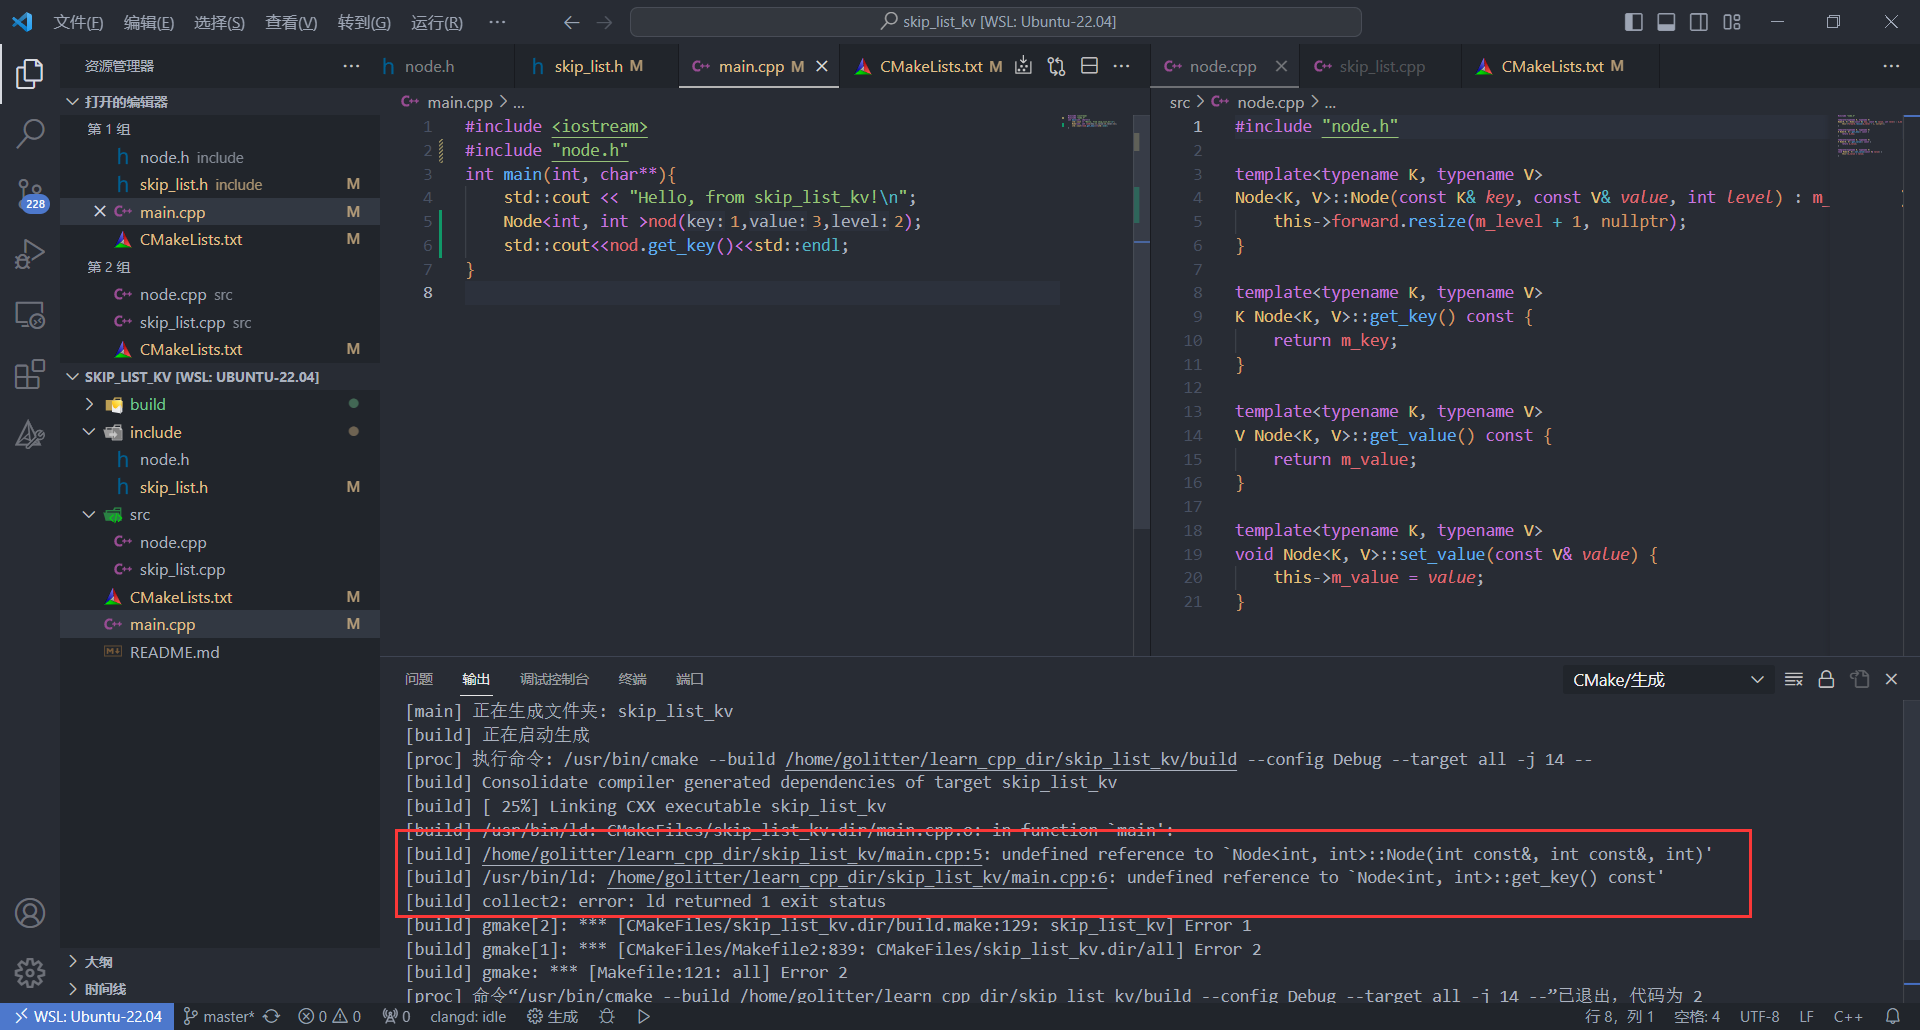 文件(F) 编辑(E) 选择(S) 查看(V) 转到(G) 运行(R) ··· skip_list_kv [WSL: Ubuntu-22.04]
资源管理器 ···
打开的编辑器
第 1 组
node.h include
skip_list.h include M
main.cpp M
CMakeLists.txt M
第 2 组
node.cpp src
skip_list.cpp src
CMakeLists.txt M
SKIP_LIST_KV [WSL: UBUNTU-22.04]
build
include
node.h
skip_list.h M
src
node.cpp
skip_list.cpp
CMakeLists.txt M
main.cpp M
README.md
大纲
时间线
228
node.h skip_list.h M main.cpp M CMakeLists.txt M ···
main.cpp > ...
1 #include <iostream>
2 #include "node.h"
3 int main(int, char**){
4 std::cout << "Hello, from skip_list_kv!\n";
5 Node<int, int >nod(key: 1,value: 3,level: 2);
6 std::cout<<nod.get_key()<<std::endl;
7 }
8
node.cpp skip_list.cpp CMakeLists.txt M ···
src > node.cpp > ...
1 #include "node.h"
2
3 template<typename K, typename V>
4 Node<K, V>::Node(const K& key, const V& value, int level) : m_
5 this->forward.resize(m_level + 1, nullptr);
6 }
7
8 template<typename K, typename V>
9 K Node<K, V>::get_key() const {
10 return m_key;
11 }
12
13 template<typename K, typename V>
14 V Node<K, V>::get_value() const {
15 return m_value;
16 }
17
18 template<typename K, typename V>
19 void Node<K, V>::set_value(const V& value) {
20 this->m_value = value;
21 }
问题 输出 调试控制台 终端 端口 CMake/生成
[main] 正在生成文件夹: skip_list_kv
[build] 正在启动生成
[proc] 执行命令: /usr/bin/cmake --build /home/golitter/learn_cpp_dir/skip_list_kv/build --config Debug --target all -j 14 --
[build] Consolidate compiler generated dependencies of target skip_list_kv
[build] [ 25%] Linking CXX executable skip_list_kv
[build] /usr/bin/ld: CMakeFiles/skip_list_kv.dir/main.cpp.o: in function `main':
[build] /home/golitter/learn_cpp_dir/skip_list_kv/main.cpp:5: undefined reference to `Node<int, int>::Node(int const&, int const&, int)'
[build] /usr/bin/ld: /home/golitter/learn_cpp_dir/skip_list_kv/main.cpp:6: undefined reference to `Node<int, int>::get_key() const'
[build] collect2: error: ld returned 1 exit status
[build] gmake[2]: *** [CMakeFiles/skip_list_kv.dir/build.make:129: skip_list_kv] Error 1
[build] gmake[1]: *** [CMakeFiles/Makefile2:839: CMakeFiles/skip_list_kv.dir/all] Error 2
[build] gmake: *** [Makefile:121: all] Error 2
[proc] 命令“/usr/bin/cmake --build /home/golitter/learn_cpp_dir/skip_list_kv/build --config Debug --target all -j 14 --”已退出，代码为 2
WSL: Ubuntu-22.04 master* 0 0 0 clangd: idle 生成 行 8，列 1 空格: 4 UTF-8 LF C++